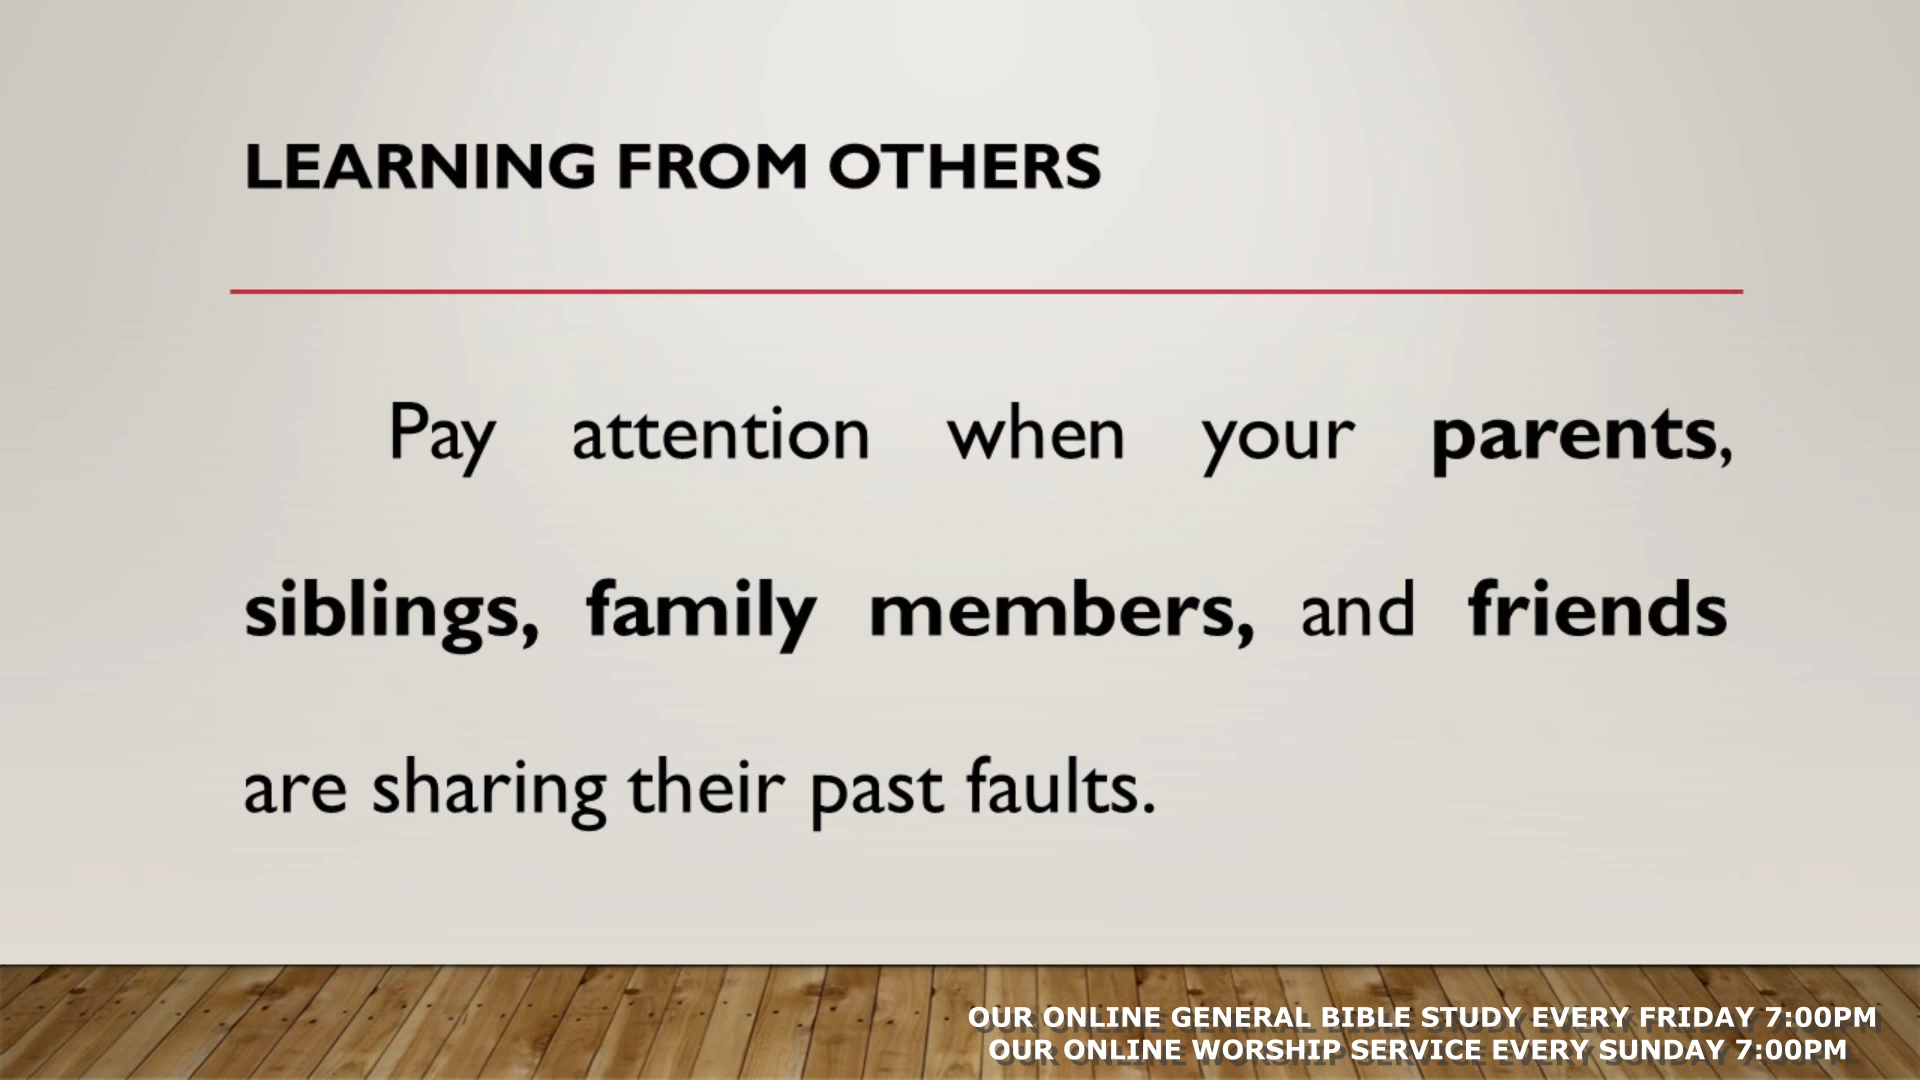 LEARNING FROM OTHERS
Pay attention when your parents,
siblings, family members, and friends
are sharing their past faults.
OUR ONLINE GENERAL BIBLE STUDY EVERY FRIDAY 7:00PM
OUR ONLINE WORSHIP SERVICE EVERY SUNDAY 7:00PM